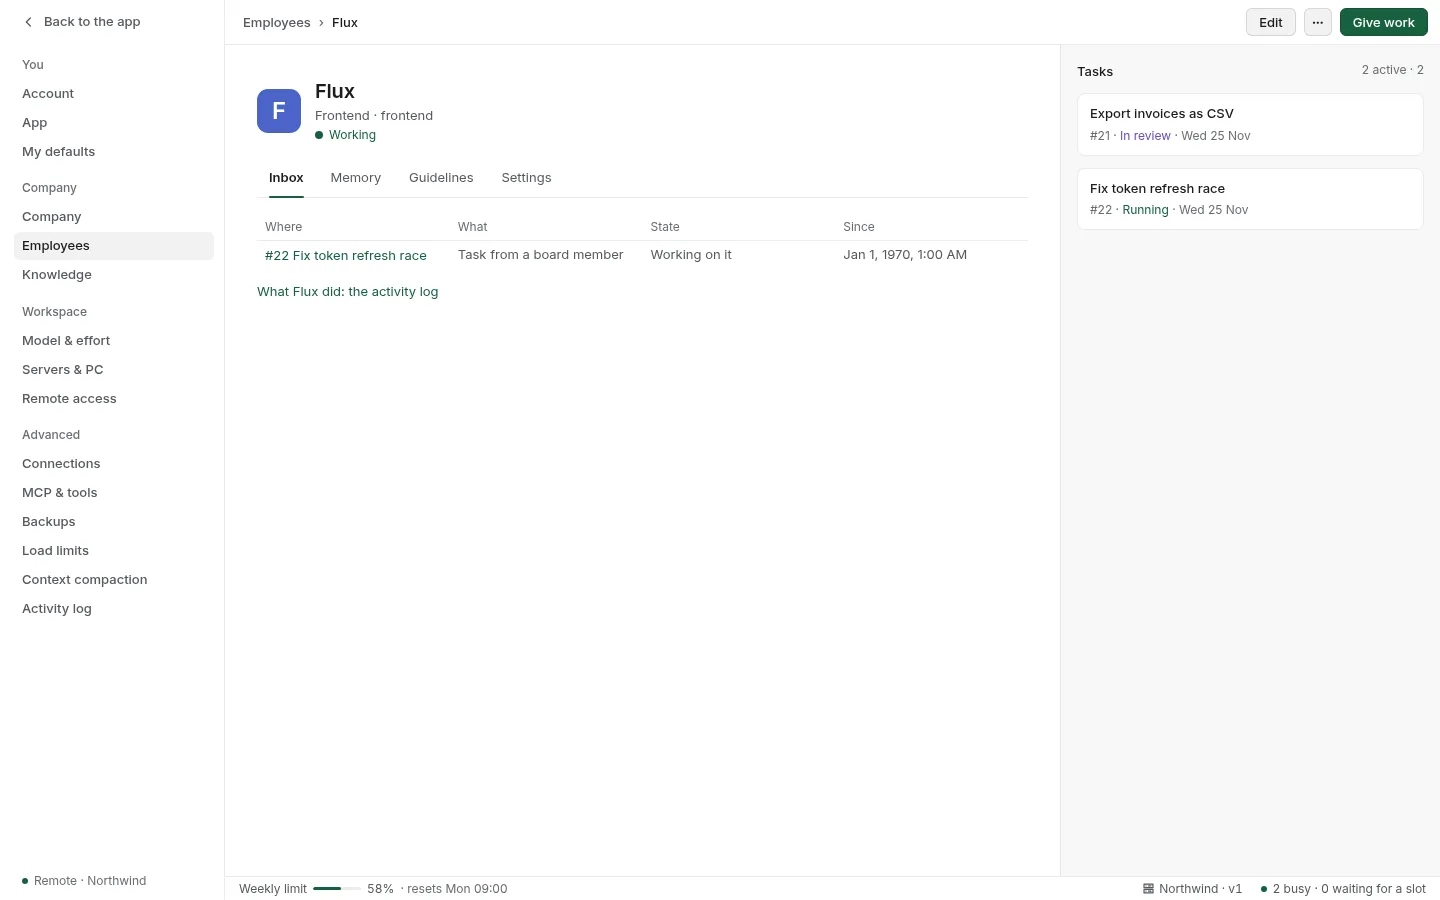 Back to the app
You
Account
App
My defaults
Company
Company
Employees
Knowledge
Workspace
Model & effort
Servers & PC
Remote access
Advanced
Connections
MCP & tools
Backups
Load limits
Context compaction
Activity log
Remote · Northwind
Employees › Flux
Edit ··· Give work
F
Flux
Frontend · frontend
Working
Inbox Memory Guidelines Settings
Where What State Since
#22 Fix token refresh race Task from a board member Working on it Jan 1, 1970, 1:00 AM
What Flux did: the activity log
Tasks 2 active · 2
Export invoices as CSV
#21 · In review · Wed 25 Nov
Fix token refresh race
#22 · Running · Wed 25 Nov
Weekly limit 58% · resets Mon 09:00
Northwind · v1 2 busy · 0 waiting for a slot